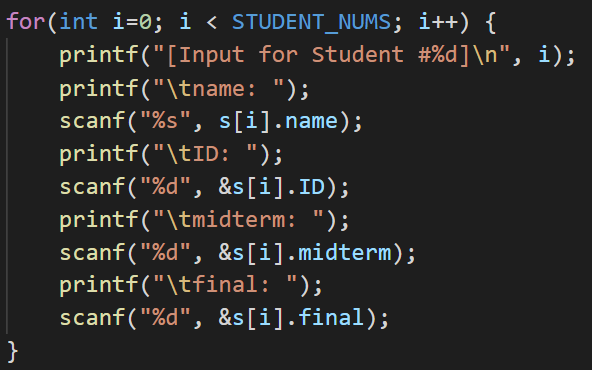 for(int i=0; i < STUDENT_NUMS; i++) {
    printf("[Input for Student #%d]\n", i);
    printf("\tname: ");
    scanf("%s", s[i].name);
    printf("\tID: ");
    scanf("%d", &s[i].ID);
    printf("\tmidterm: ");
    scanf("%d", &s[i].midterm);
    printf("\tfinal: ");
    scanf("%d", &s[i].final);
}